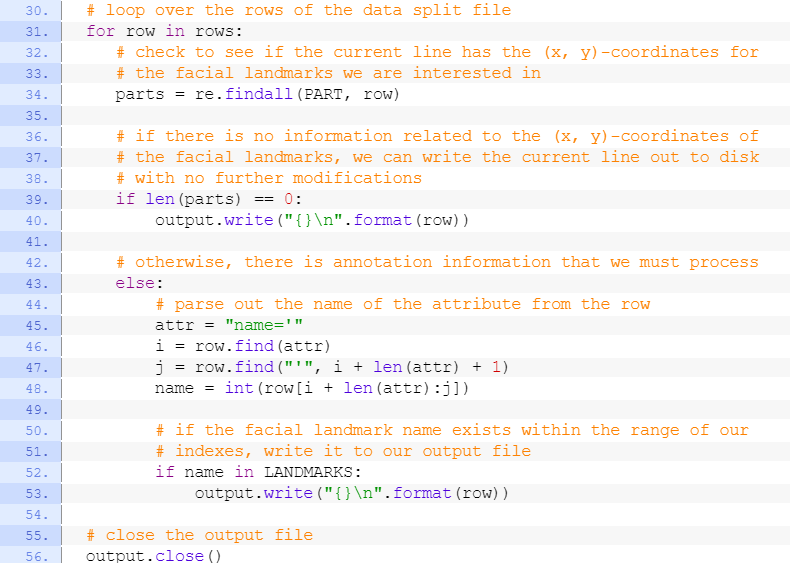 30. # loop over the rows of the data split file
31. for row in rows:
32.     # check to see if the current line has the (x, y)-coordinates for
33.     # the facial landmarks we are interested in
34.     parts = re.findall(PART, row)
35.
36.     # if there is no information related to the (x, y)-coordinates of
37.     # the facial landmarks, we can write the current line out to disk
38.     # with no further modifications
39.     if len(parts) == 0:
40.         output.write("{}\n".format(row))
41.
42.     # otherwise, there is annotation information that we must process
43.     else:
44.         # parse out the name of the attribute from the row
45.         attr = "name='"
46.         i = row.find(attr)
47.         j = row.find("'", i + len(attr) + 1)
48.         name = int(row[i + len(attr):j])
49.
50.         # if the facial landmark name exists within the range of our
51.         # indexes, write it to our output file
52.         if name in LANDMARKS:
53.             output.write("{}\n".format(row))
54.
55. # close the output file
56. output.close()